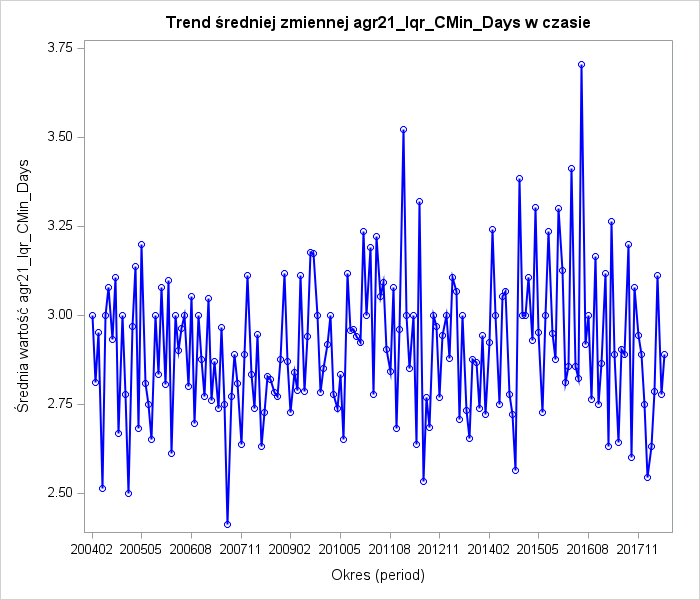 Trend średniej zmiennej agr21_Iqr_CMin_Days w czasie
3.75
3.50
3.25
3.00
2.75
2.50
Średnia wartość agr21_Iqr_CMin_Days
200402 200505 200608 200711 200902 201005 201108 201211 201402 201505 201608 201711
Okres (period)